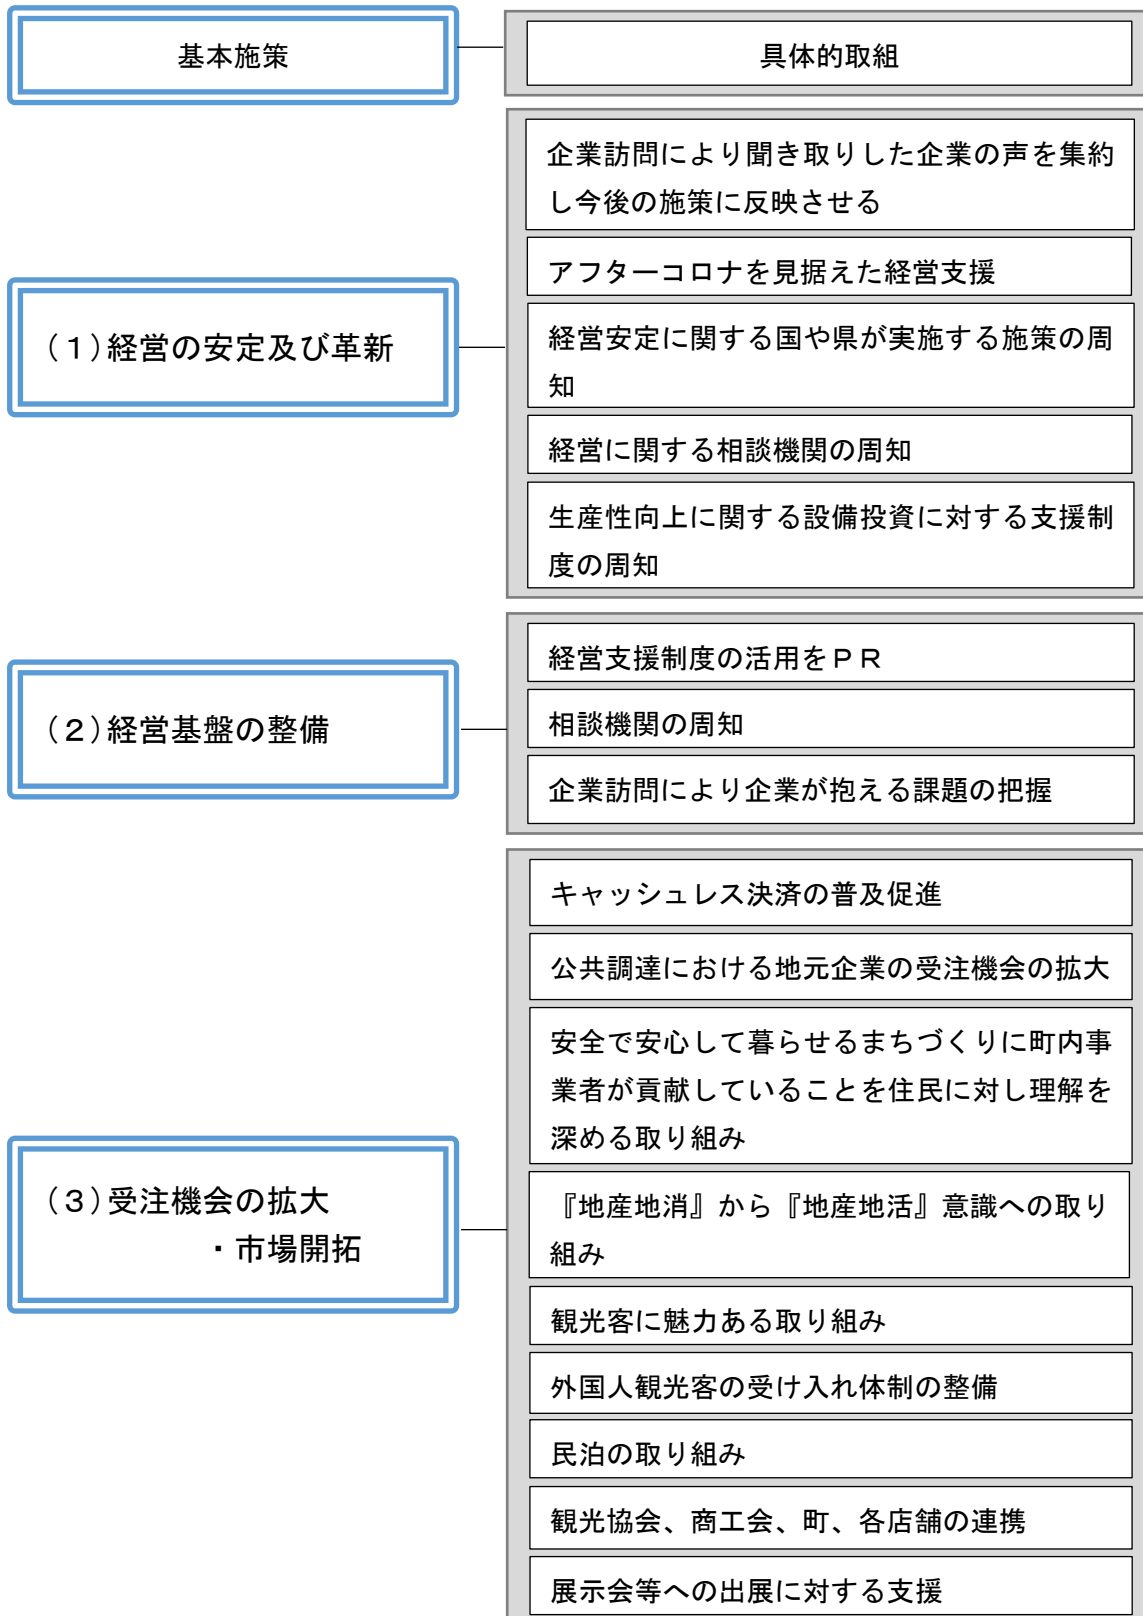 基本施策
具体的取組
(1)経営の安定及び革新
企業訪問により聞き取りした企業の声を集約
し今後の施策に反映させる
アフターコロナを見据えた経営支援
経営安定に関する国や県が実施する施策の周
知
経営に関する相談機関の周知
生産性向上に関する設備投資に対する支援制
度の周知
(2)経営基盤の整備
経営支援制度の活用をPR
相談機関の周知
企業訪問により企業が抱える課題の把握
(3)受注機会の拡大
・市場開拓
キャッシュレス決済の普及促進
公共調達における地元企業の受注機会の拡大
安全で安心して暮らせるまちづくりに町内事
業者が貢献していることを住民に対し理解を
深める取り組み
『地産地消』から『地産地活』意識への取り
組み
観光客に魅力ある取り組み
外国人観光客の受け入れ体制の整備
民泊の取り組み
観光協会、商工会、町、各店舗の連携
展示会等への出展に対する支援